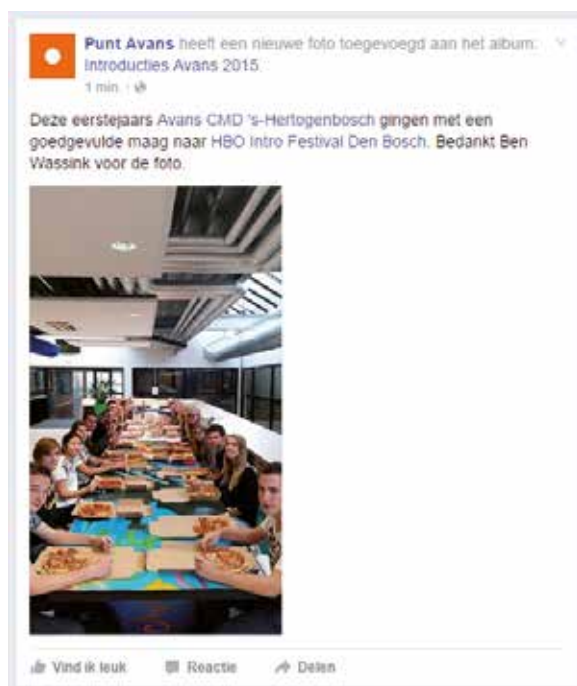 Punt Avans heeft een nieuwe foto toegevoegd aan het album:
Introducties Avans 2015.
1 min. ·
Deze eerstejaars Avans CMD 's-Hertogenbosch gingen met een
goedgevulde maag naar HBO Intro Festival Den Bosch. Bedankt Ben
Wassink voor de foto.
Vind ik leuk Reactie Delen